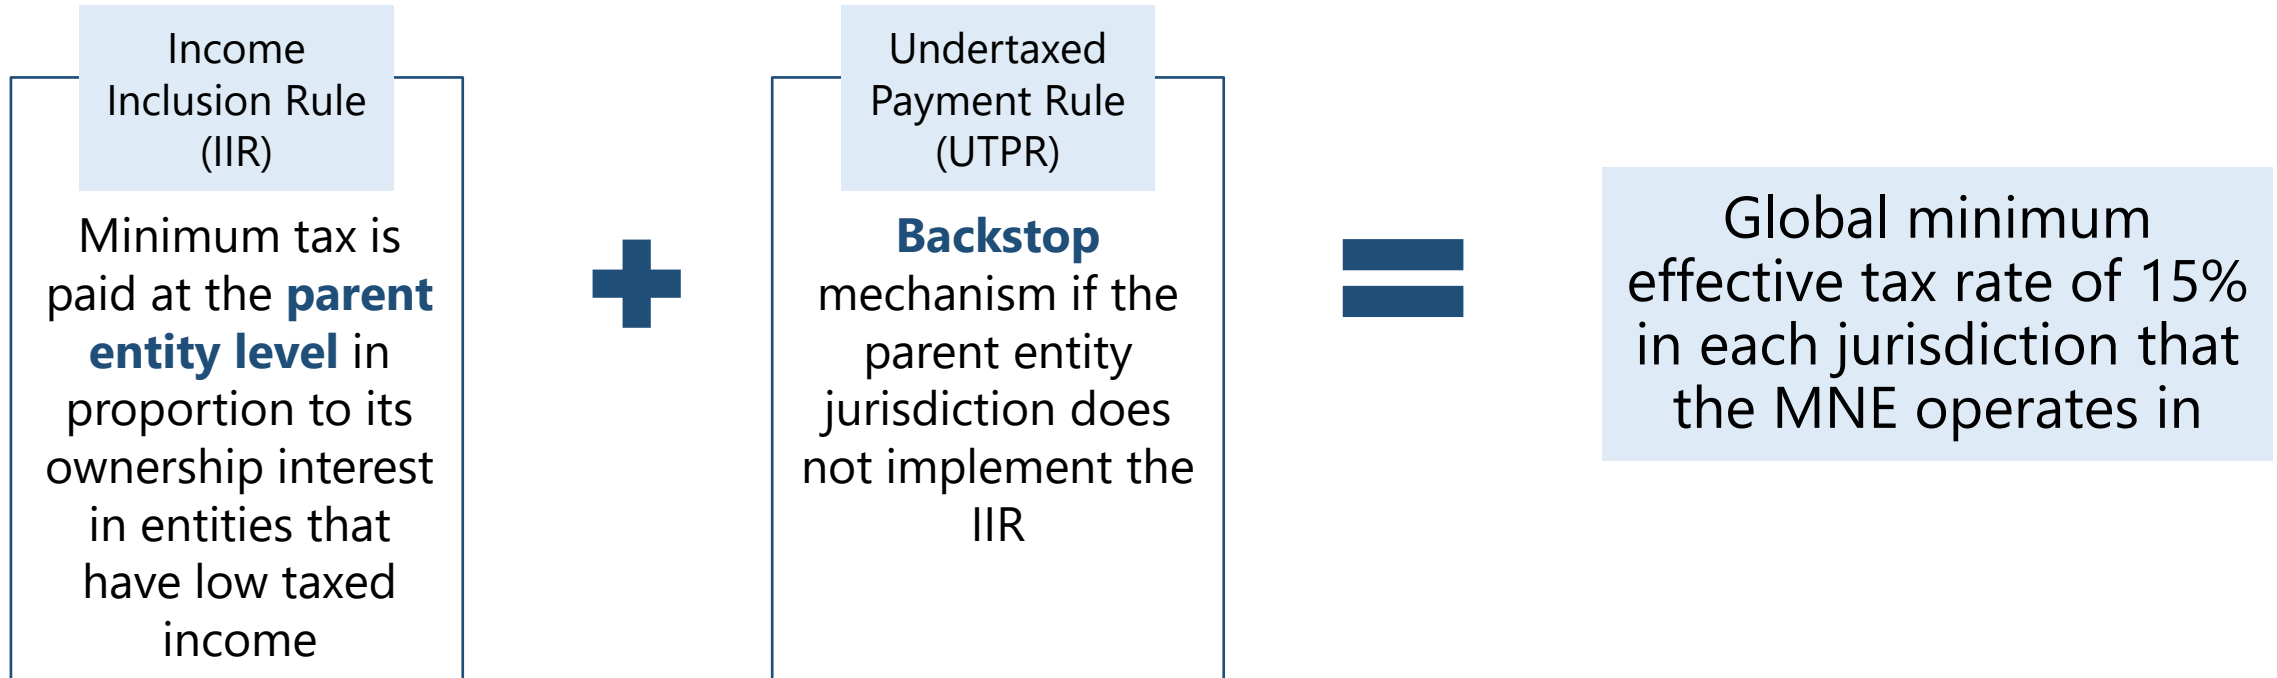 Income
Inclusion Rule
(IIR)
Minimum tax is
paid at the parent
entity level in
proportion to its
ownership interest
in entities that
have low taxed
income
Undertaxed
Payment Rule
(UTPR)
Backstop
mechanism if the
parent entity
jurisdiction does
not implement the
IIR
Global minimum
effective tax rate of 15%
in each jurisdiction that
the MNE operates in